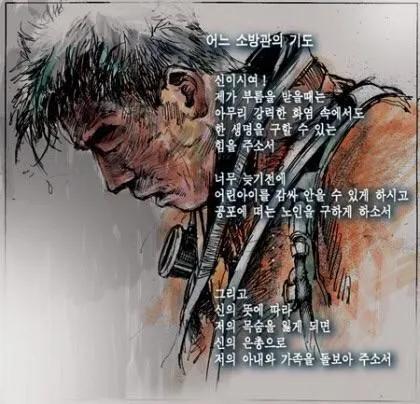 어느 소방관의 기도
신이시여!
제가 부름을 받을때는
아무리 강력한 화염 속에서도
한 생명을 구할 수 있는
힘을 주소서
너무 늦기전에
어린아이를 감싸 안을 수 있게 하시고
공포에 떠는 노인을 구하게 하소서
그리고
신의 뜻에 따라
저의 목숨을 잃게 되면
신의 은총으로
저의 아내와 가족을 돌보아 주소서